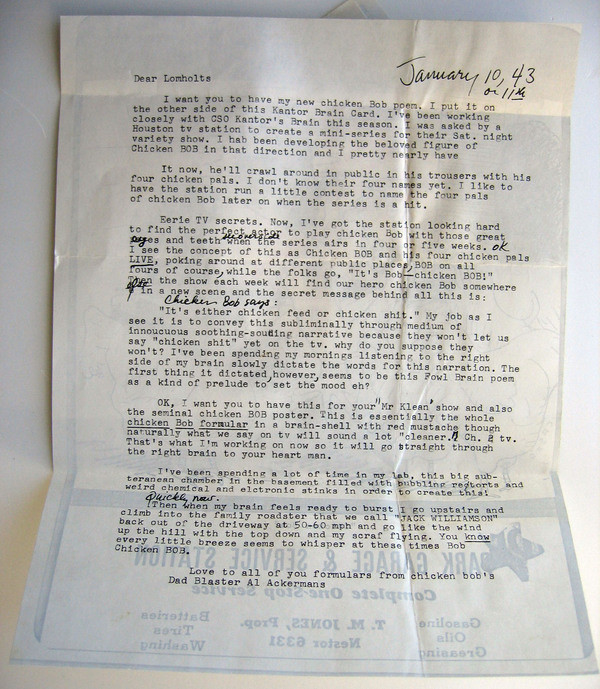 January 10, 43
or 11th
Dear Lomholts
I want you to have my new chicken Bob poem. I put it on
the other side of this Kantor Brain Card. I've been working
closely with CSO Kantor's Brain this season. I was asked by a
Houston tv station to create a mini-series for their Sat. night
variety show. I hab been developing the beloved figure of
Chicken BOB in that direction and I pretty nearly have
It now, he'll crawl around in public in his trousers with his
four chicken pals. I don't know their four names yet. I like to
have the station run a little contest to name the four pals
of chicken Bob later on when the series is a hit.
Eerie TV secrets. Now, I've got the station looking hard
to find the perfect actor to play chicken Bob with those great
eyes and teeth when the series airs in four or five weeks. OK
I see the concept of this as Chicken BOB and his four chicken pals
LIVE, poking around at different public places, BOB on all
fours of course, while the folks go, "It's Bob—chicken BOB!"
Then the show each week will find our hero chicken Bob somewhere
in a new scene and the secret message behind all this is:
Chicken Bob says:
"It's either chicken feed or chicken shit." My job as I
see it is to convey this subliminally through medium of
innoucuous soothing-souding narrative because they won't let us
say "chicken shit" yet on the tv. why do you suppose they
won't? I've been spending my mornings listening to the right
side of my brain slowly dictate the words for this narration. The
first thing it dictated, however, seems to be this Fowl Brain poem
as a kind of prelude to set the mood eh?
OK, I want you to have this for your "Mr Klean" show and also
the seminal chicken BOB poster. This is essentially the whole
chicken Bob formular in a brain-shell with red mustache though
naturally what we say on tv will sound a lot "cleaner." Ch. 2 tv.
That's what I'm working on now so it will go straight through
the right brain to your heart man.
I've been spending a lot of time in my lab, this big sub-
teranean chamber in the basement filled with bubbling reetorts and
weird chemical and elctronic stinks in order to create this!
Quickly, now.
Then when my brain feels ready to burst I go upstairs and
climb into the family roadster that we call "JACK WILLIAMSON"
back out of the driveway at 50-60 mph and go like the wind
up the hill with the top down and my scraf flying. You know
every little breeze seems to whisper at these times Bob
Chicken BOB.
Love to all of you formulars from chicken bob's
Dad Blaster Al Ackermans
PARK GARAGE & SERVICE STATION
Complete One-Stop Service
Gasoline
Oils
Greasing
T. M. JONES, Prop.
Nestor 6331
Batteries
Tires
Washing